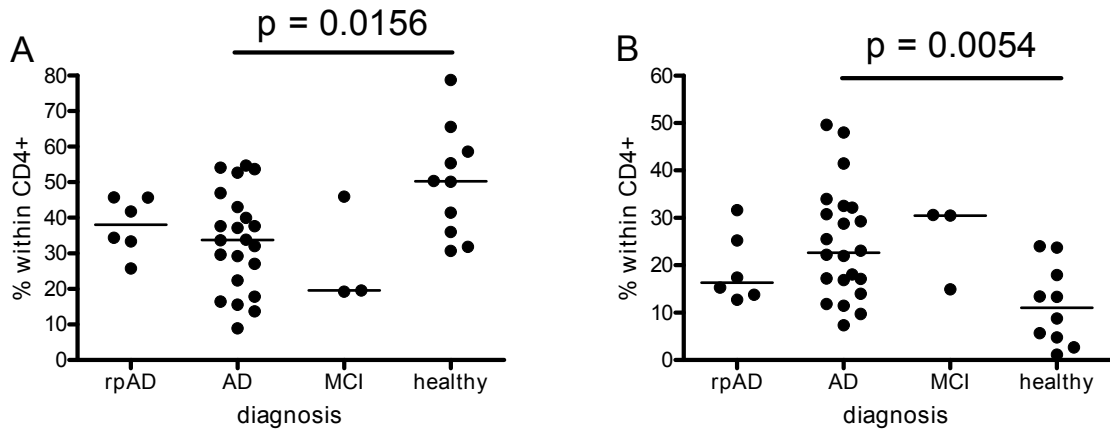 A
p = 0.0156
% within CD4+
80
70
60
50
40
30
20
10
0
rpAD AD MCI healthy
diagnosis
B
p = 0.0054
% within CD4+
60
50
40
30
20
10
0
rpAD AD MCI healthy
diagnosis